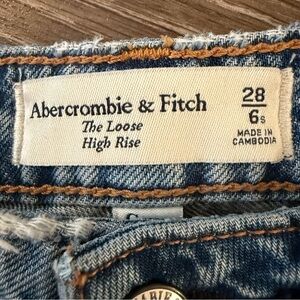 Abercrombie & Fitch
The Loose
High Rise
28
6s
MADE IN
CAMBODIA